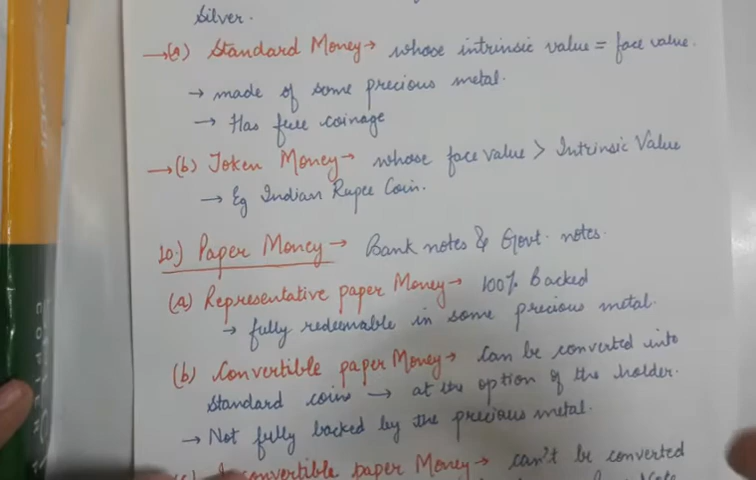 Silver.
→(a) Standard Money → whose intrinsic value = face value.
→ made of some precious metal.
→ Has free coinage
→(b) Token Money → whose face value > Intrinsic Value
→ Eg Indian Rupee Coin.
10.) Paper Money → Bank notes & Govt. notes.
(a) Representative paper Money → 100% Backed
→ fully redeemable in some precious metal.
(b) Convertible paper Money → Can be converted into
Standard coins → at the option of the holder.
→ Not fully backed by the precious metal.
Inconvertible paper Money → can't be converted